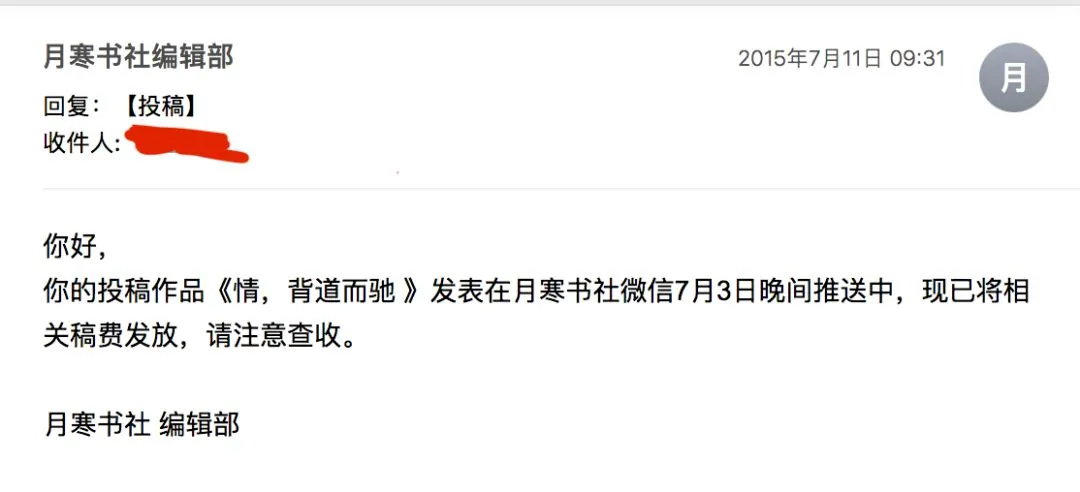 月寒书社编辑部
2015年7月11日 09:31
月
回复：【投稿】
收件人:
你好，
你的投稿作品《情，背道而驰 》发表在月寒书社微信7月3日晚间推送中，现已将相
关稿费发放，请注意查收。
月寒书社 编辑部